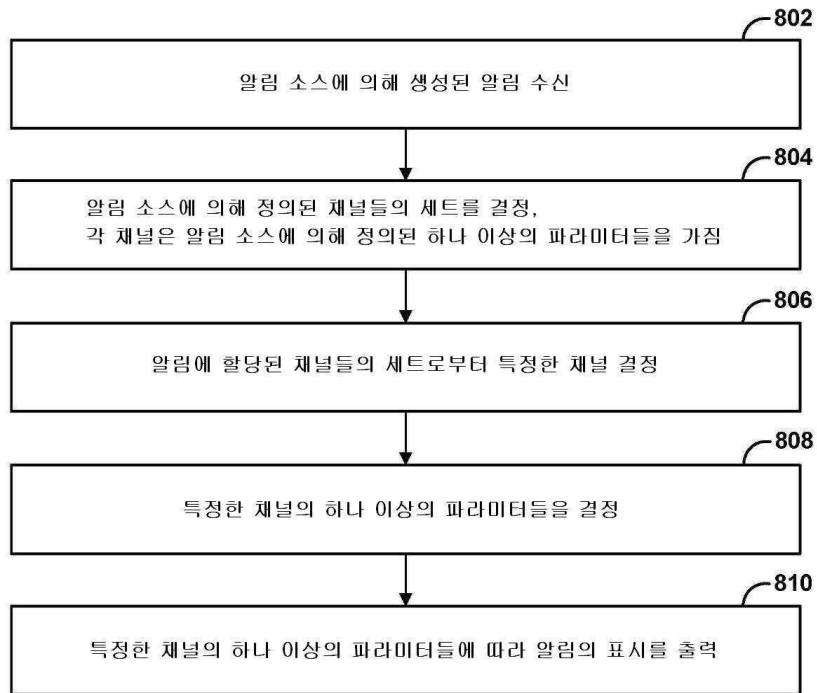 802
알림 소스에 의해 생성된 알림 수신
804
알림 소스에 의해 정의된 채널들의 세트를 결정,
각 채널은 알림 소스에 의해 정의된 하나 이상의 파라미터들을 가짐
806
알림에 할당된 채널들의 세트로부터 특정한 채널 결정
808
특정한 채널의 하나 이상의 파라미터들을 결정
810
특정한 채널의 하나 이상의 파라미터들에 따라 알림의 표시를 출력